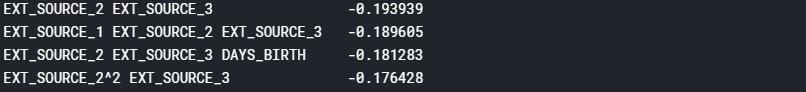 EXT_SOURCE_2 EXT_SOURCE_3 -0.193939
EXT_SOURCE_1 EXT_SOURCE_2 EXT_SOURCE_3 -0.189605
EXT_SOURCE_2 EXT_SOURCE_3 DAYS_BIRTH -0.181283
EXT_SOURCE_2^2 EXT_SOURCE_3 -0.176428